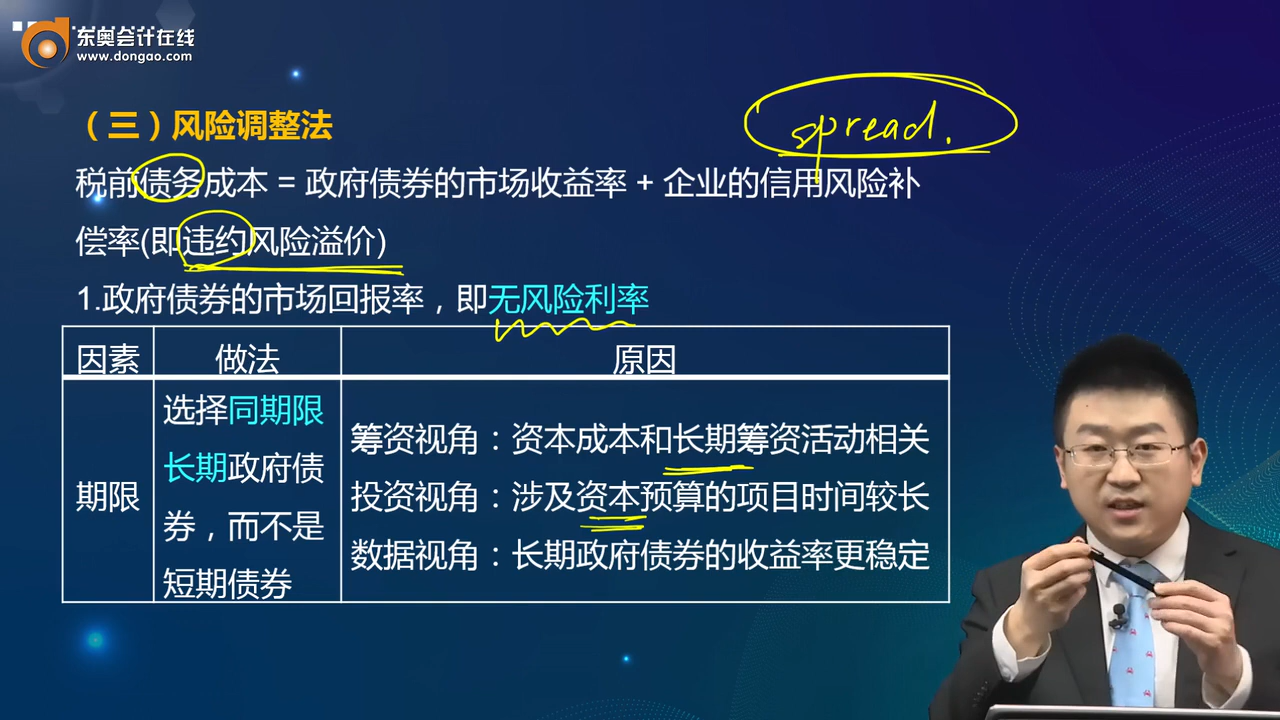 东奥会计在线
www.dongao.com
spread.
（三）风险调整法
税前债务成本 = 政府债券的市场收益率 + 企业的信用风险补
偿率(即违约风险溢价)
1.政府债券的市场回报率，即无风险利率
因素 做法 原因
期限
选择同期限
长期政府债
券，而不是
短期债券
筹资视角：资本成本和长期筹资活动相关
投资视角：涉及资本预算的项目时间较长
数据视角：长期政府债券的收益率更稳定